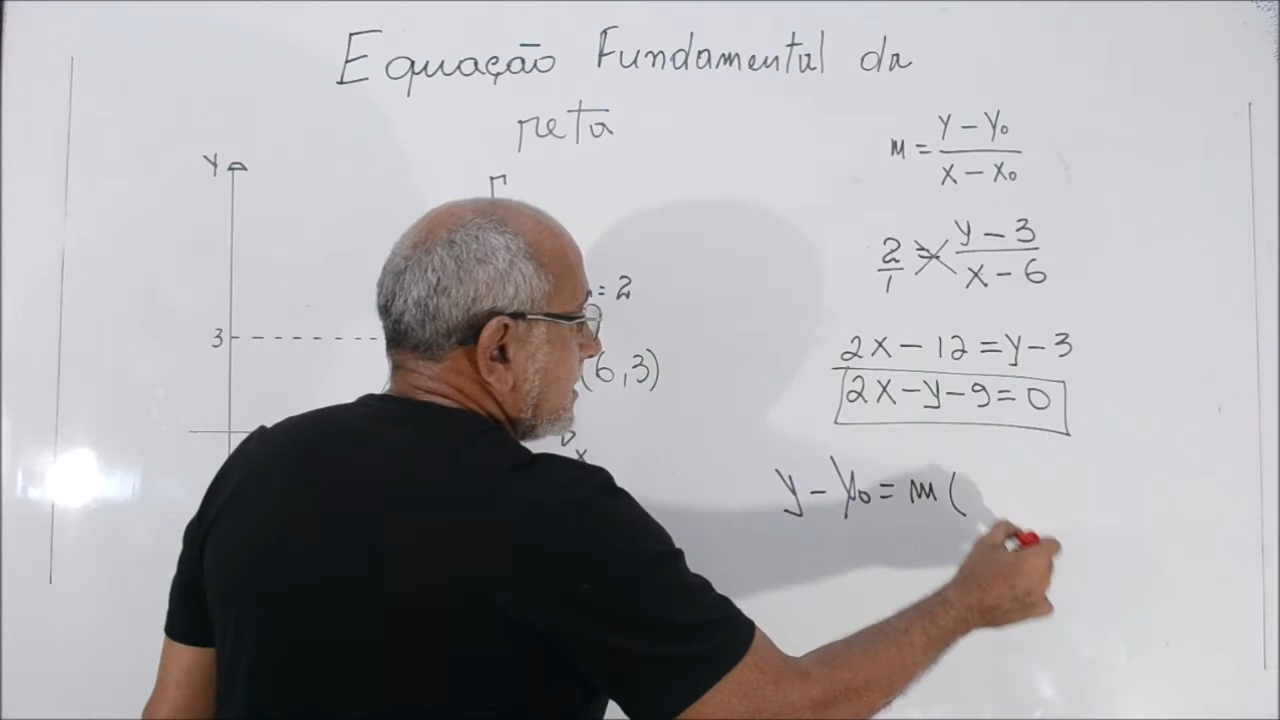 Equação Fundamental da
reta
Y
r
3
= 2
(6,3)
x
m = (y - y₀)/(x - x₀)
2/1 = (y - 3)/(x - 6)
2x - 12 = y - 3
2x - y - 9 = 0
y - y₀ = m (